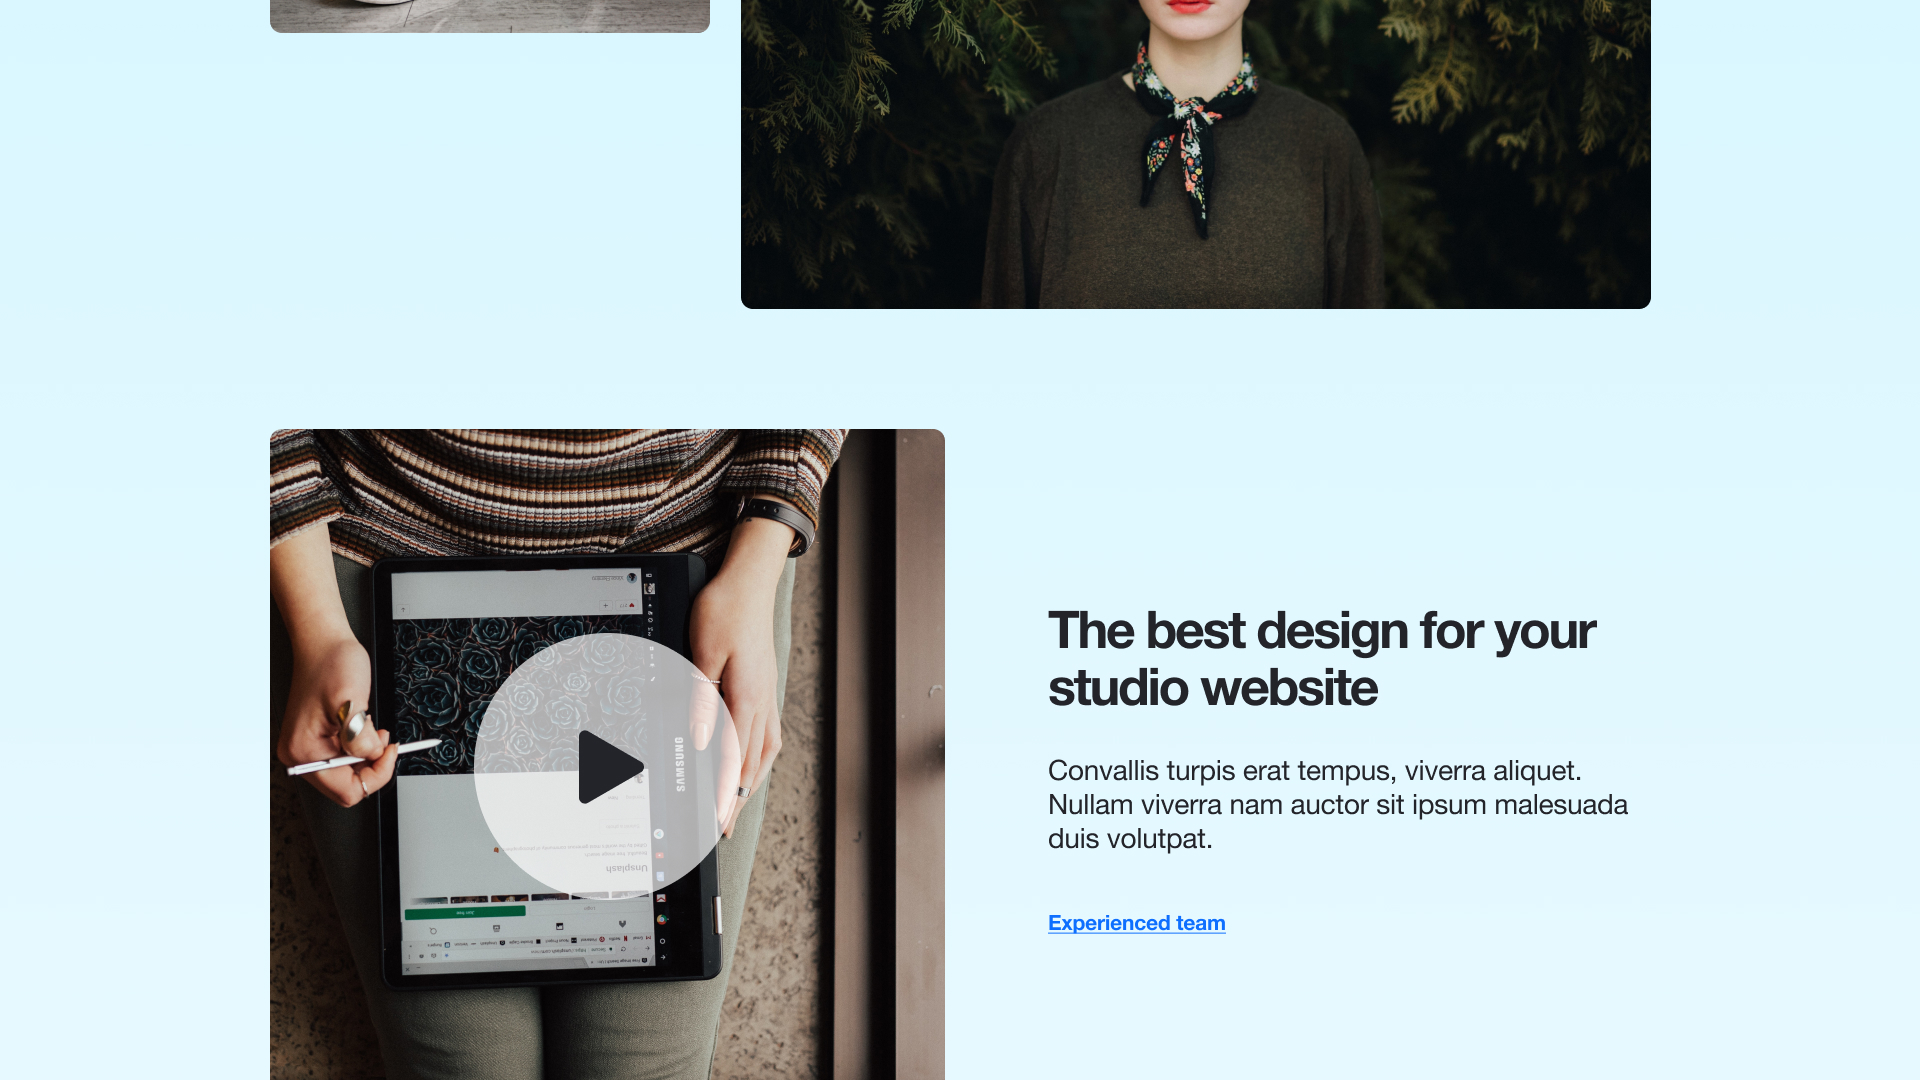 The best design for your
studio website
Convallis turpis erat tempus, viverra aliquet.
Nullam viverra nam auctor sit ipsum malesuada
duis volutpat.
Experienced team
SAMSUNG
Unsplash